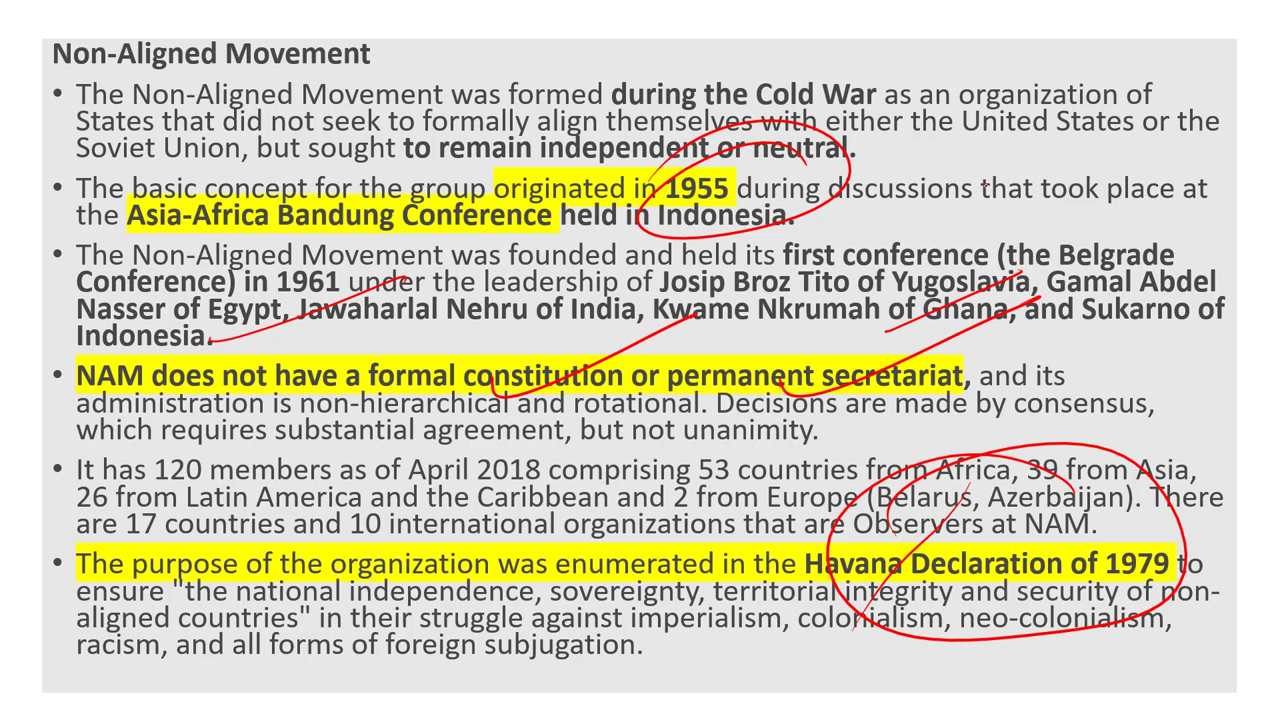 Non-Aligned Movement
• The Non-Aligned Movement was formed during the Cold War as an organization of
States that did not seek to formally align themselves with either the United States or the
Soviet Union, but sought to remain independent or neutral.
• The basic concept for the group originated in 1955 during discussions that took place at
the Asia-Africa Bandung Conference held in Indonesia.
• The Non-Aligned Movement was founded and held its first conference (the Belgrade
Conference) in 1961 under the leadership of Josip Broz Tito of Yugoslavia, Gamal Abdel
Nasser of Egypt, Jawaharlal Nehru of India, Kwame Nkrumah of Ghana, and Sukarno of
Indonesia.
• NAM does not have a formal constitution or permanent secretariat, and its
administration is non-hierarchical and rotational. Decisions are made by consensus,
which requires substantial agreement, but not unanimity.
• It has 120 members as of April 2018 comprising 53 countries from Africa, 39 from Asia,
26 from Latin America and the Caribbean and 2 from Europe (Belarus, Azerbaijan). There
are 17 countries and 10 international organizations that are Observers at NAM.
• The purpose of the organization was enumerated in the Havana Declaration of 1979 to
ensure "the national independence, sovereignty, territorial integrity and security of non-
aligned countries" in their struggle against imperialism, colonialism, neo-colonialism,
racism, and all forms of foreign subjugation.